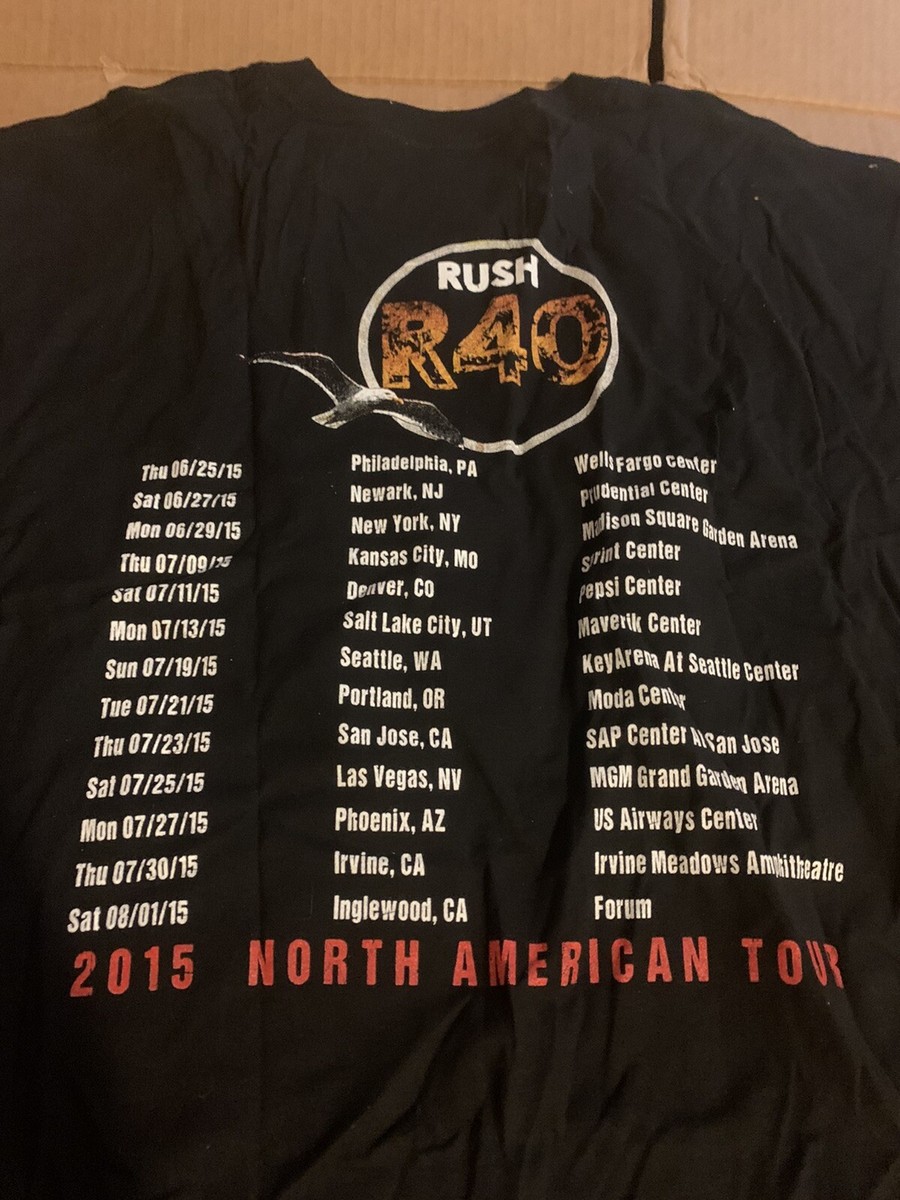 RUSH
R40
Thu 06/25/15 Philadelphia, PA Wells Fargo Center
Sat 06/27/15 Newark, NJ Prudential Center
Mon 06/29/15 New York, NY Madison Square Garden Arena
Thu 07/09/15 Kansas City, MO Sprint Center
Sat 07/11/15 Denver, CO Pepsi Center
Mon 07/13/15 Salt Lake City, UT Maverik Center
Sun 07/19/15 Seattle, WA KeyArena At Seattle Center
Tue 07/21/15 Portland, OR Moda Center
Thu 07/23/15 San Jose, CA SAP Center At San Jose
Sat 07/25/15 Las Vegas, NV MGM Grand Garden Arena
Mon 07/27/15 Phoenix, AZ US Airways Center
Thu 07/30/15 Irvine, CA Irvine Meadows Amphitheatre
Sat 08/01/15 Inglewood, CA Forum
2015 NORTH AMERICAN TOUR